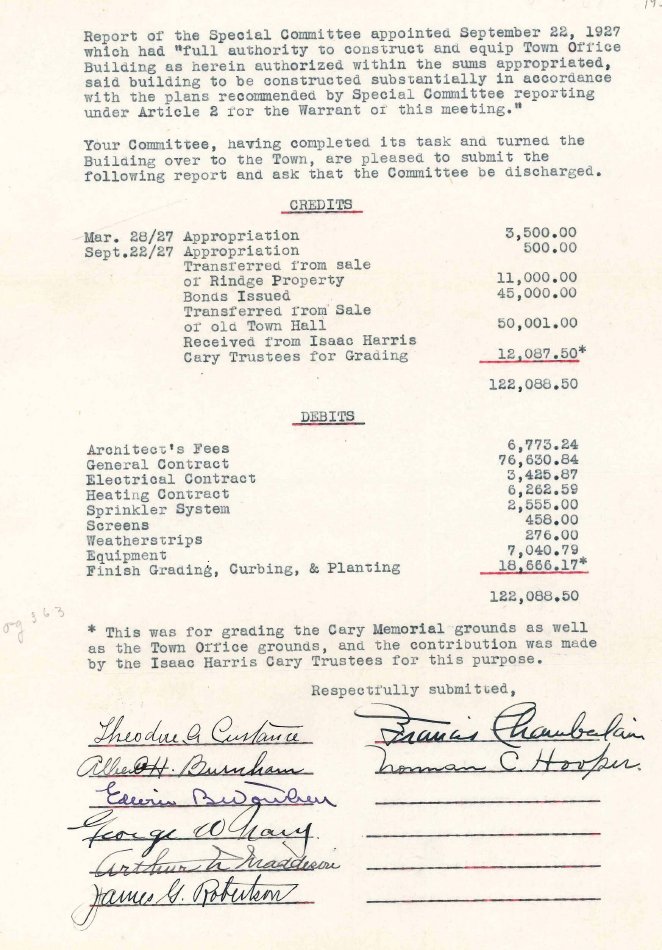 Report of the Special Committee appointed September 22, 1927
which had "full authority to construct and equip Town Office
Building as herein authorized within the sums appropriated,
said building to be constructed substantially in accordance
with the plans recommended by Special Committee reporting
under Article 2 for the Warrant of this meeting."
Your Committee, having completed its task and turned the
Building over to the Town, are pleased to submit the
following report and ask that the Committee be discharged.
CREDITS
Mar. 28/27 Appropriation 3,500.00
Sept.22/27 Appropriation 500.00
Transferred from sale
of Rindge Property 11,000.00
Bonds Issued 45,000.00
Transferred from Sale
of old Town Hall 50,001.00
Received from Isaac Harris
Cary Trustees for Grading 12,087.50*
122,088.50
DEBITS
Architect's Fees 6,773.24
General Contract 76,630.84
Electrical Contract 3,425.87
Heating Contract 6,262.59
Sprinkler System 2,555.00
Screens 458.00
Weatherstrips 276.00
Equipment 7,040.79
Finish Grading, Curbing, & Planting 18,666.17*
122,088.50
* This was for grading the Cary Memorial grounds as well
as the Town Office grounds, and the contribution was made
by the Isaac Harris Cary Trustees for this purpose.
Respectfully submitted,
Theodore A Custance
Francis Chamberlain
Albert H. Burnham
Norman C. Hooper.
Edwin B
George W Nary.
Arthur N Maddison
James G. Robertson